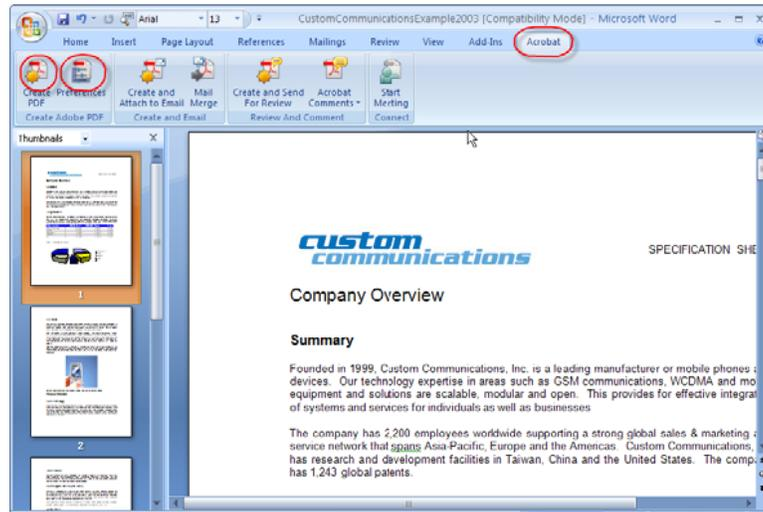 Arial 13 CustomCommunicationsExample2003 [Compatibility Mode] - Microsoft Word
Home Insert Page Layout References Mailings Review View Add-Ins Acrobat
Create PDF Preferences Create and Attach to Email Mail Merge Create and Send For Review Acrobat Comments Start Meeting
Create Adobe PDF Create and Email Review And Comment Connect
Thumbnails X
custom
communications
SPECIFICATION SHE
1
Company Overview
Summary
Founded in 1999, Custom Communications, Inc. is a leading manufacturer or mobile phones a
devices. Our technology expertise in areas such as GSM communications, WCDMA and mo
equipment and solutions are scalable, modular and open. This provides for effective integrat
of systems and services for individuals as well as businesses
The company has 2,200 employees worldwide supporting a strong global sales & marketing a
service network that spans Asia-Pacific, Europe and the Americas. Custom Communications,
has research and development facilities in Taiwan, China and the United States. The compa
has 1,243 global patents.
2